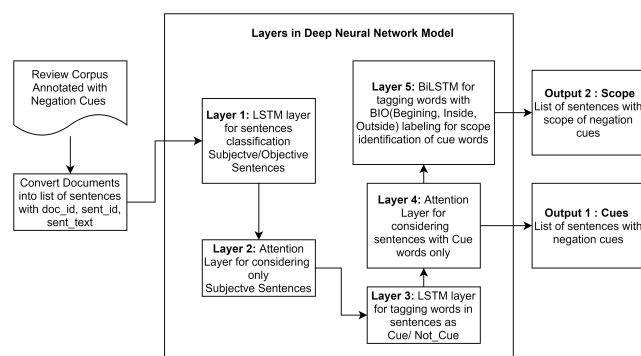 Layers in Deep Neural Network Model
Review Corpus
Annotated with
Negation Cues
Convert Documents
into list of sentences
with doc_id, sent_id,
sent_text
Layer 1: LSTM layer
for sentences
classification
Subjectve/Objective
Sentences
Layer 2: Attention
Layer for considering
only
Subjectve Sentences
Layer 3: LSTM layer
for tagging words in
sentences as
Cue/ Not_Cue
Layer 4: Attention
Layer for
considering
sentences with Cue
words only
Layer 5: BiLSTM for
tagging words with
BIO(Begining, Inside,
Outside) labeling for scope
identification of cue words
Output 2 : Scope
List of sentences with
scope of negation
cues
Output 1 : Cues
List of sentences with
negation cues